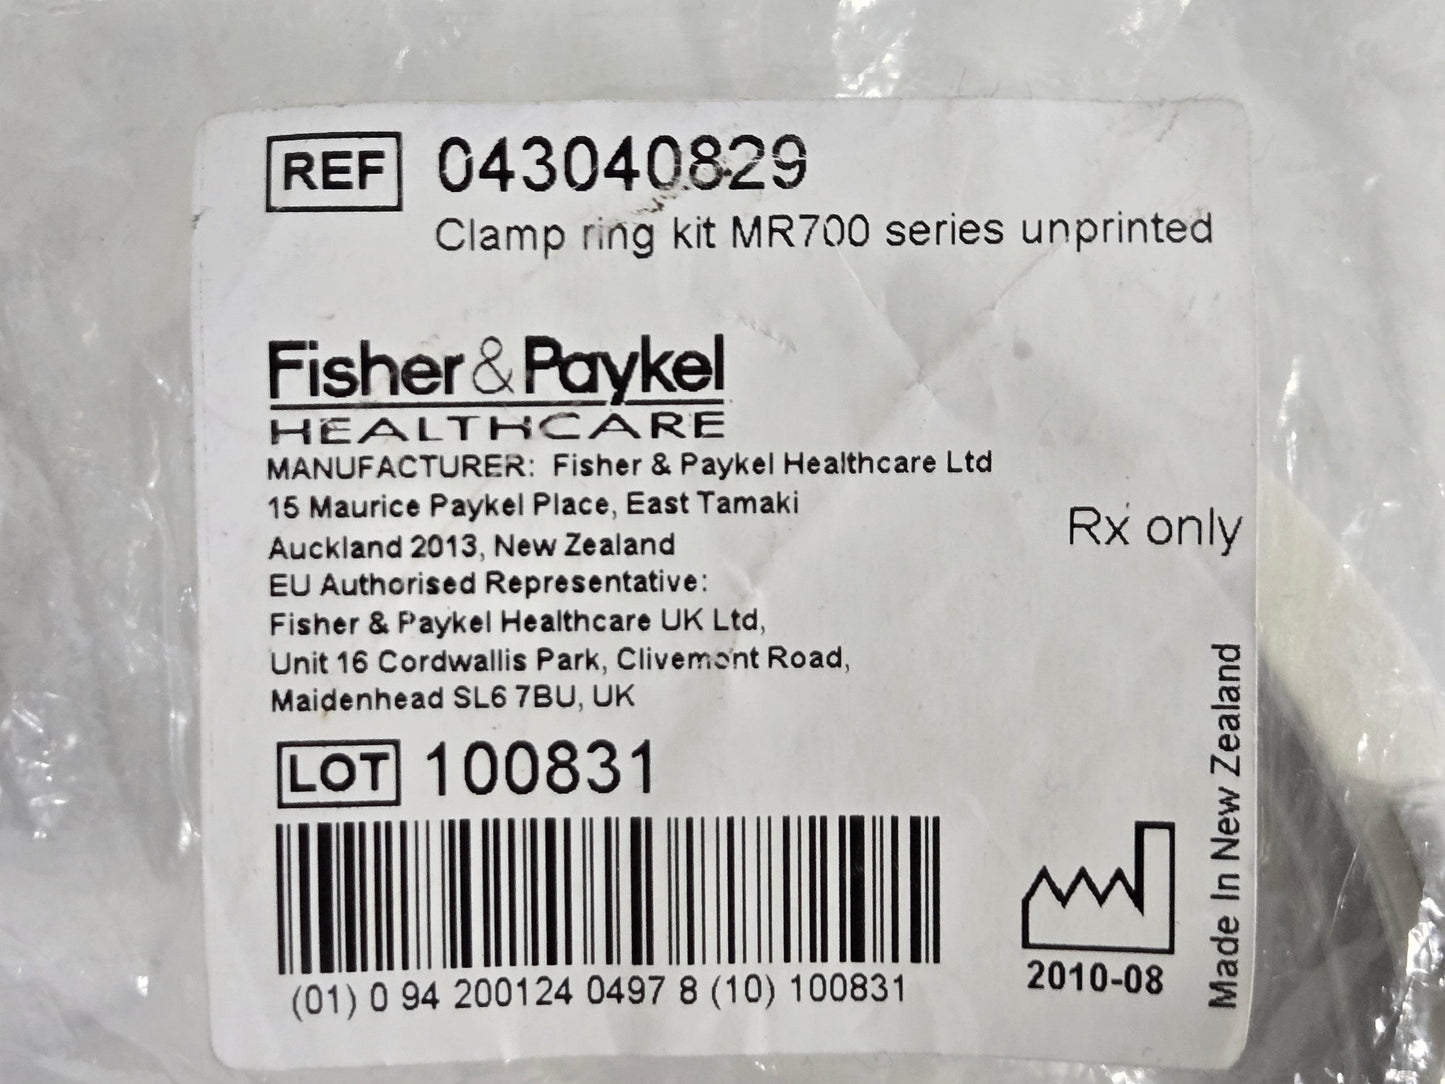 REF 043040829
Clamp ring kit MR700 series unprinted
Fisher & Paykel
HEALTHCARE
MANUFACTURER: Fisher & Paykel Healthcare Ltd
15 Maurice Paykel Place, East Tamaki
Auckland 2013, New Zealand
EU Authorised Representative:
Fisher & Paykel Healthcare UK Ltd,
Unit 16 Cordwallis Park, Clivemont Road,
Maidenhead SL6 7BU, UK
Rx only
LOT 100831
(01) 0 94 200124 0497 8 (10) 100831
2010-08
Made In New Zealand